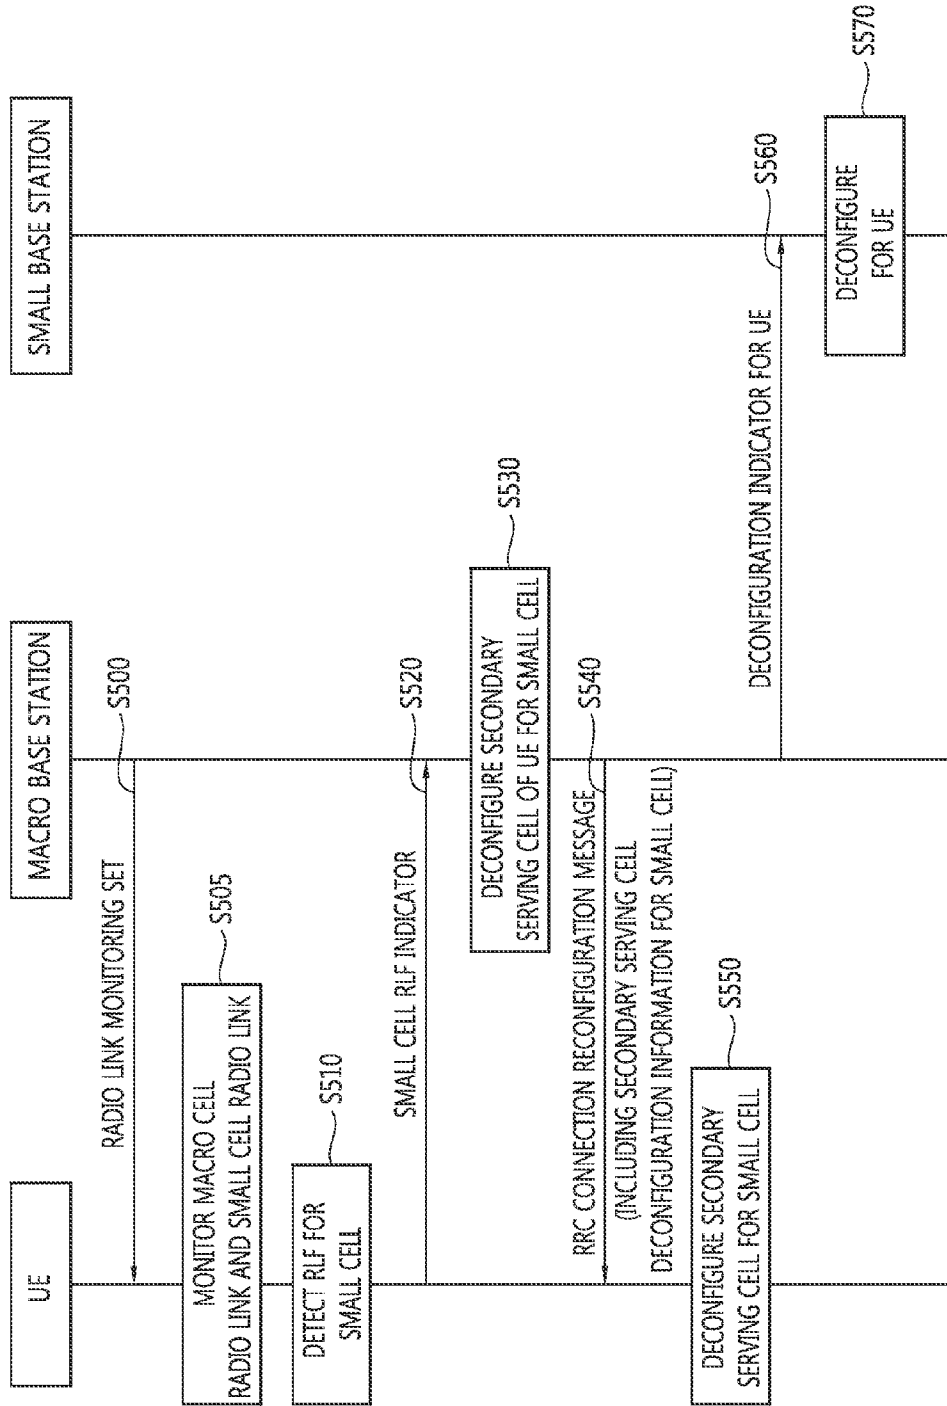 UE
MACRO BASE STATION
SMALL BASE STATION
RADIO LINK MONITORING SET
S500
MONITOR MACRO CELL
RADIO LINK AND SMALL CELL RADIO LINK
S505
DETECT RLF FOR
SMALL CELL
S510
SMALL CELL RLF INDICATOR
S520
DECONFIGURE SECONDARY
SERVING CELL OF UE FOR SMALL CELL
S530
RRC CONNECTION RECONFIGURATION MESSAGE
(INCLUDING SECONDARY SERVING CELL
DECONFIGURATION INFORMATION FOR SMALL CELL)
S540
DECONFIGURE SECONDARY
SERVING CELL FOR SMALL CELL
S550
DECONFIGURATION INDICATOR FOR UE
S560
DECONFIGURE
FOR UE
S570